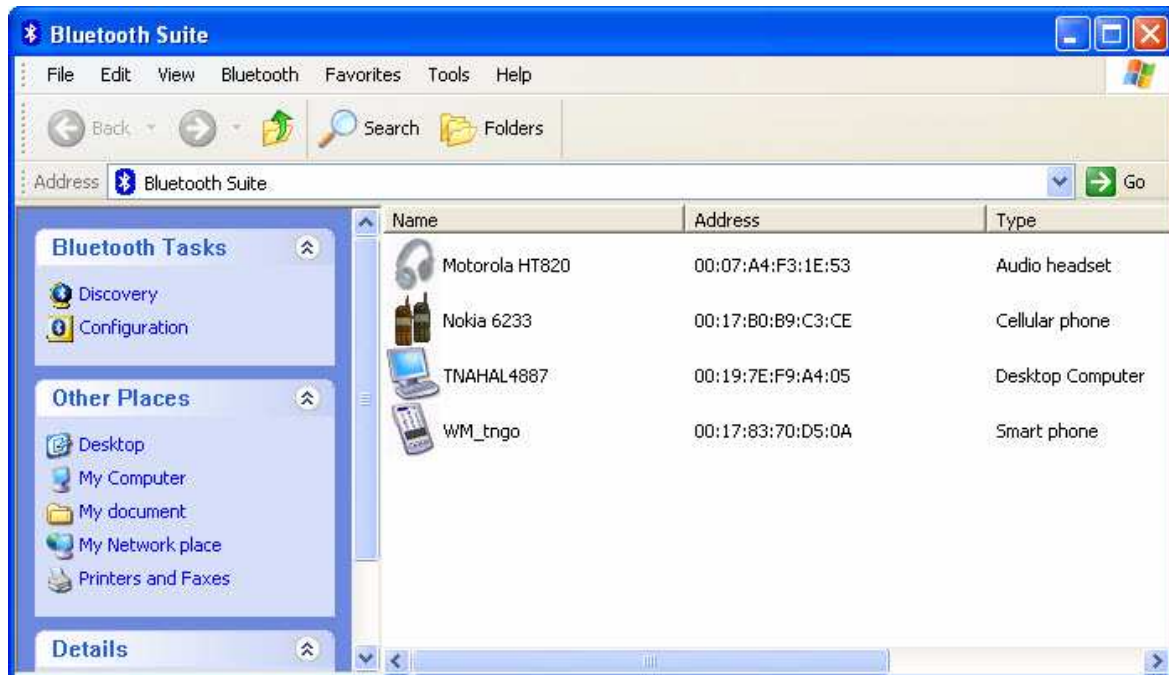 Bluetooth Suite
File Edit View Bluetooth Favorites Tools Help
Back Search Folders
Address Bluetooth Suite Go
Name Address Type
Bluetooth Tasks
Discovery
Configuration
Other Places
Desktop
My Computer
My document
My Network place
Printers and Faxes
Details
Motorola HT820 00:07:A4:F3:1E:53 Audio headset
Nokia 6233 00:17:B0:B9:C3:CE Cellular phone
TNAHAL4887 00:19:7E:F9:A4:05 Desktop Computer
WM_tngo 00:17:83:70:D5:0A Smart phone